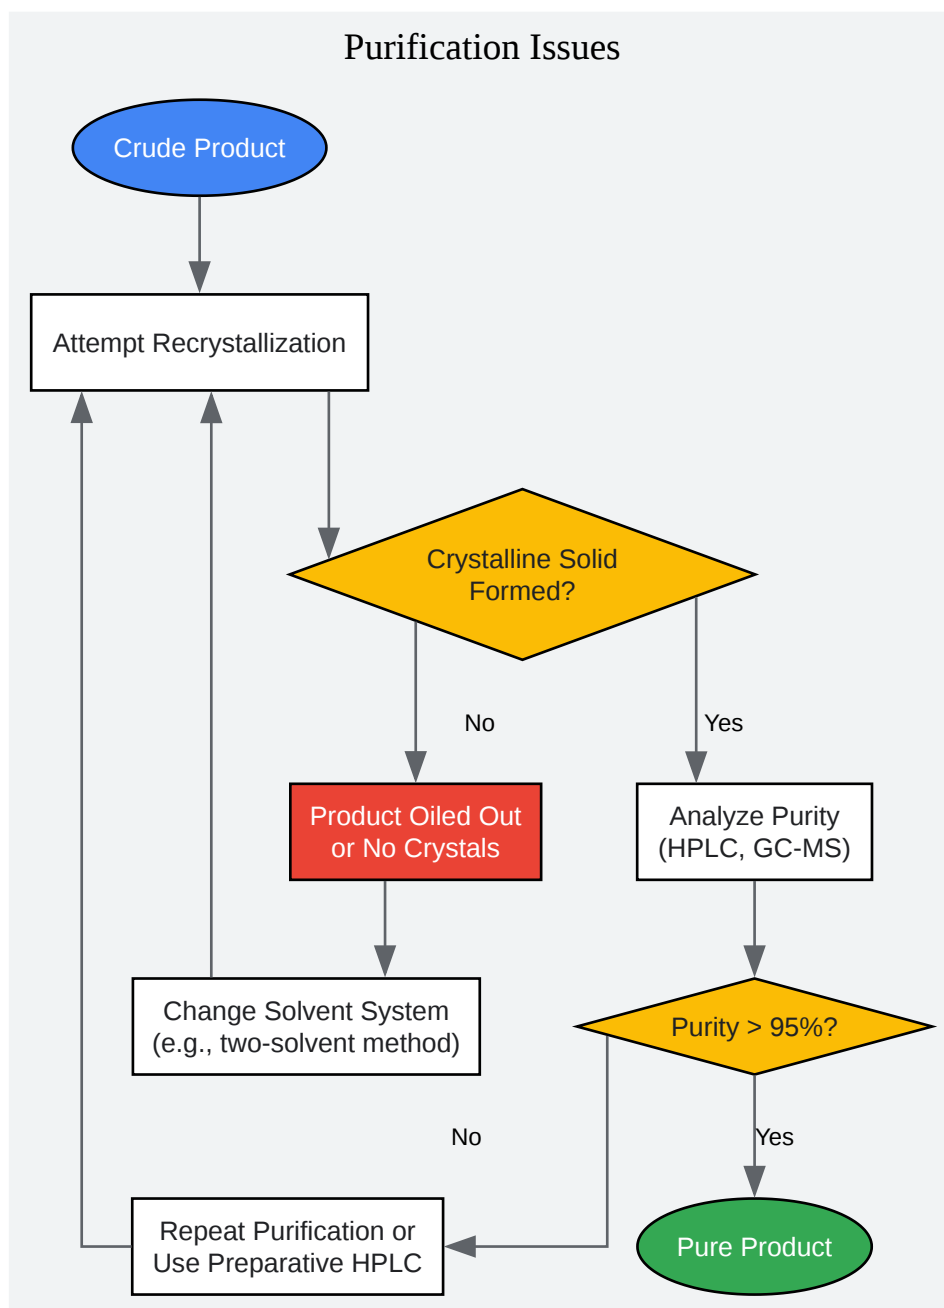 Purification Issues
Crude Product
Attempt Recrystallization
Crystalline Solid
Formed?
No
Yes
Product Oiled Out
or No Crystals
Analyze Purity
(HPLC, GC-MS)
Change Solvent System
(e.g., two-solvent method)
Purity > 95%?
No
Yes
Repeat Purification or
Use Preparative HPLC
Pure Product